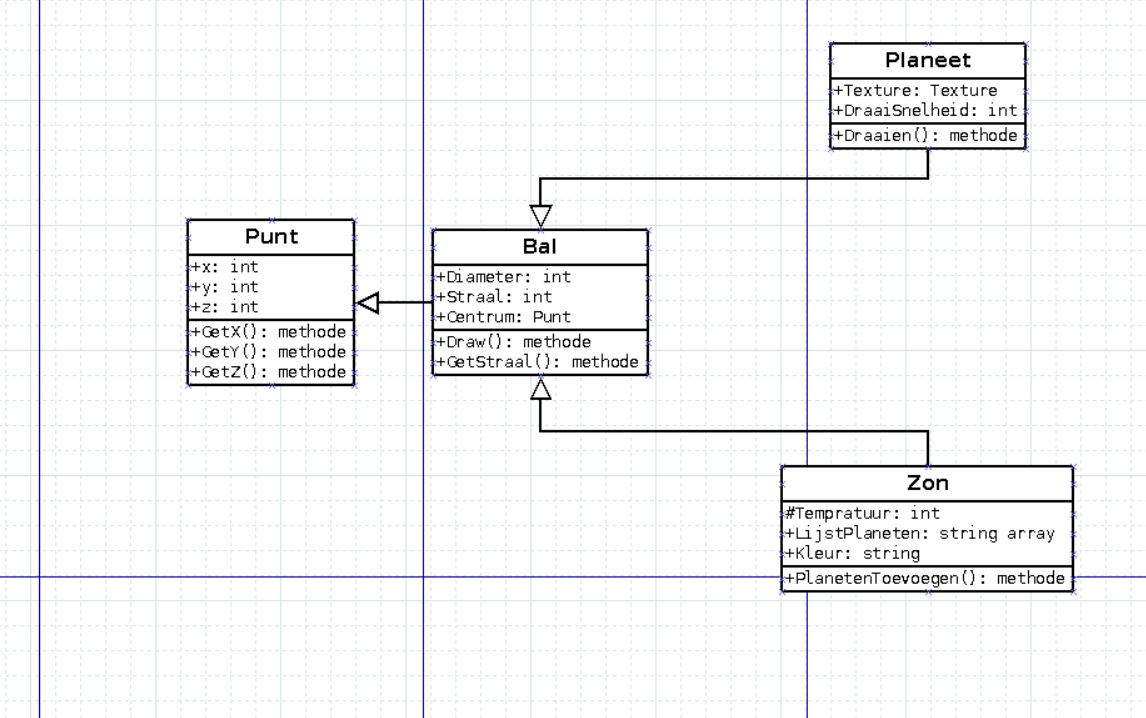 Planeet
+Texture: Texture
+DraaiSnelheid: int
+Draaien(): methode
Punt
+x: int
+y: int
+z: int
+GetX(): methode
+GetY(): methode
+GetZ(): methode
Bal
+Diameter: int
+Straal: int
+Centrum: Punt
+Draw(): methode
+GetStraal(): methode
Zon
#Tempratuur: int
+LijstPlaneten: string array
+Kleur: string
+PlanetenToevoegen(): methode